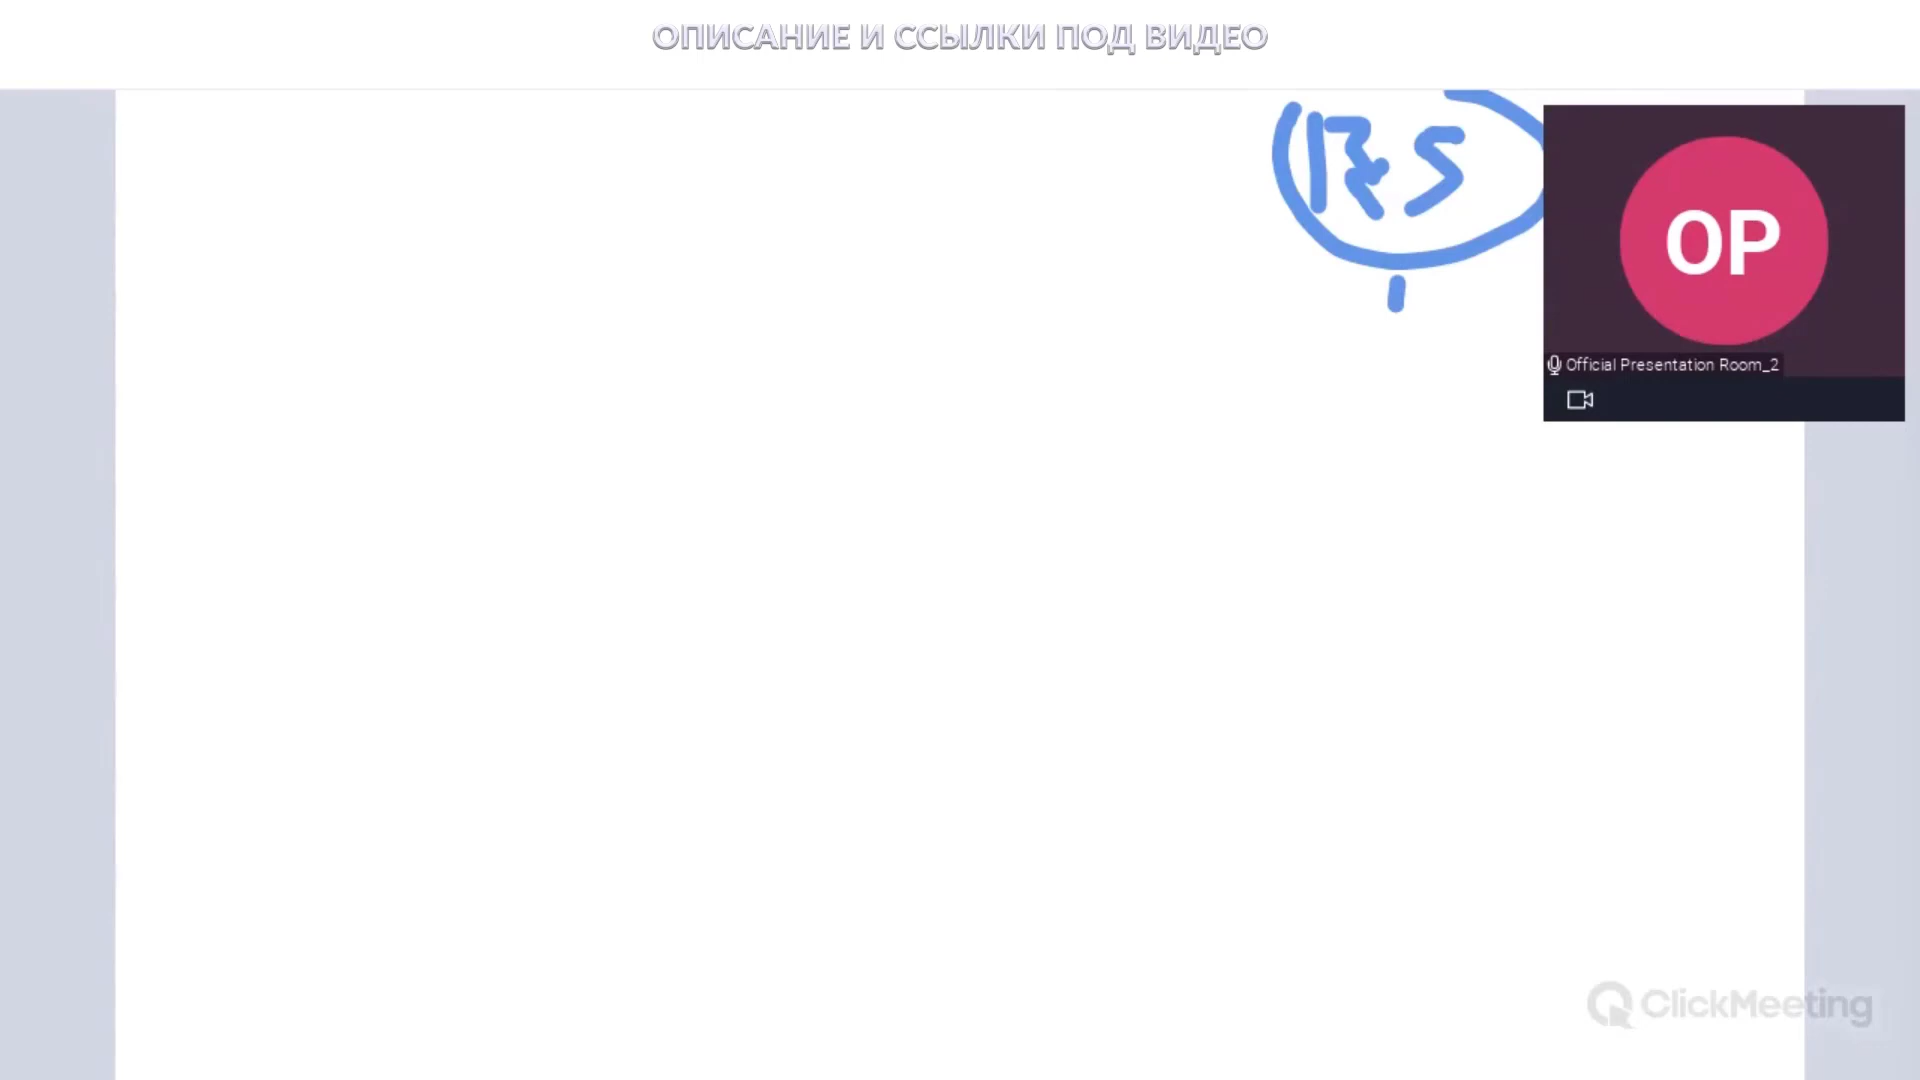 ОПИСАНИЕ И ССЫЛКИ ПОД ВИДЕО
OP
Official Presentation Room_2
ClickMeeting